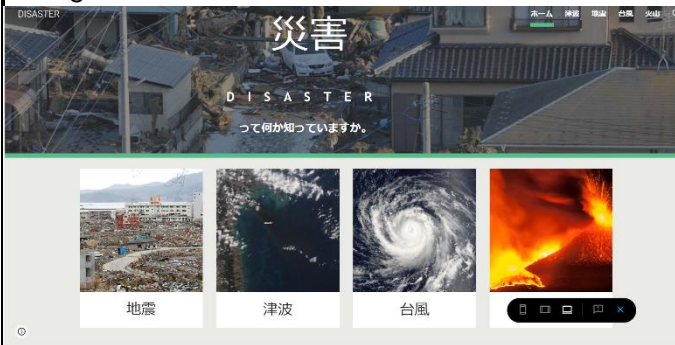 DISASTER
ホーム 津波 地震 台風 火山
災害
DISASTER
って何か知っていますか。
地震
津波
台風